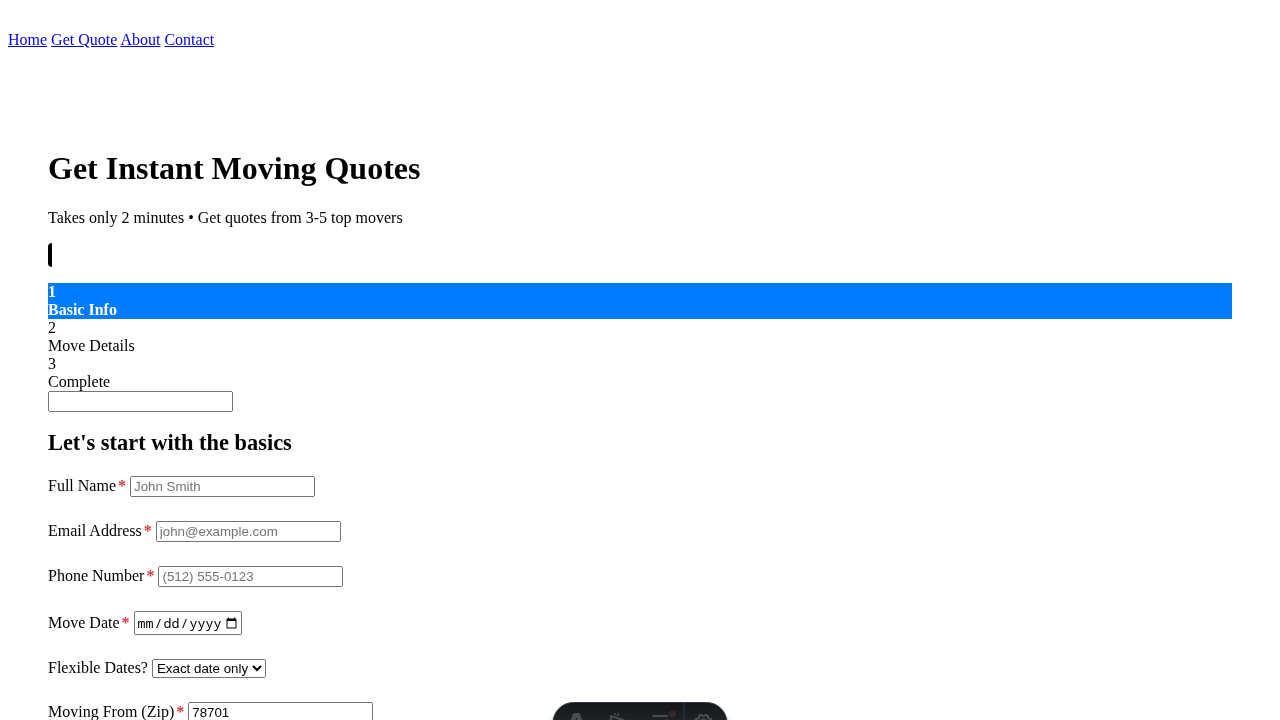 Home Get Quote About Contact
Get Instant Moving Quotes
Takes only 2 minutes • Get quotes from 3-5 top movers
1
Basic Info
2
Move Details
3
Complete
Let's start with the basics
Full Name* John Smith
Email Address* john@example.com
Phone Number* (512) 555-0123
Move Date* mm/dd/yyyy
Flexible Dates? Exact date only
Moving From (Zip)* 78701